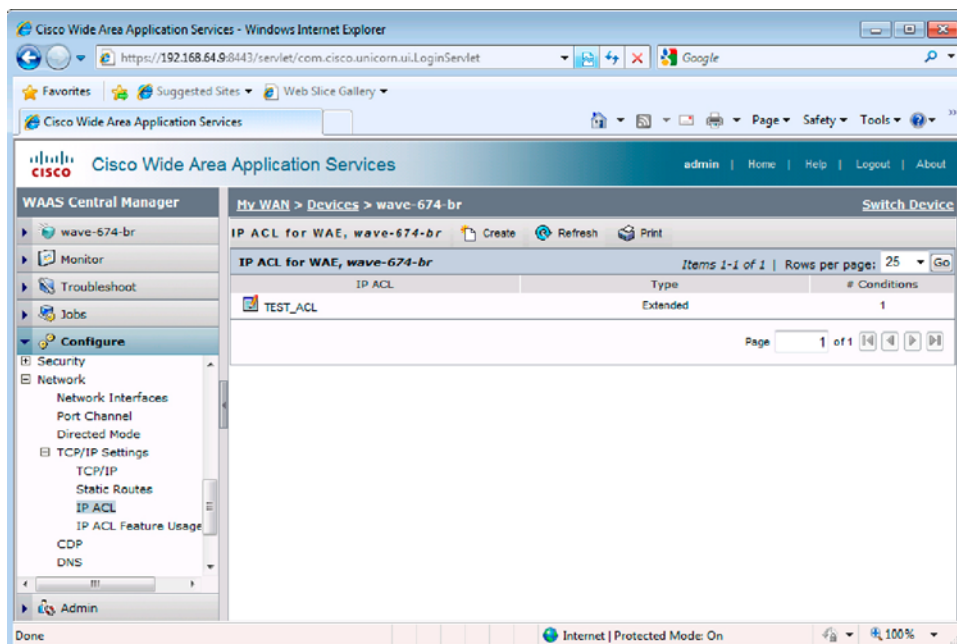 Cisco Wide Area Application Services - Windows Internet Explorer
https://192.168.64.9:8443/servlet/com.cisco.unicorn.ui.LoginServlet
Google
Favorites Suggested Sites Web Slice Gallery
Cisco Wide Area Application Services Page Safety Tools
CISCO Cisco Wide Area Application Services admin | Home | Help | Logout | About
WAAS Central Manager My WAN > Devices > wave-674-br Switch Device
wave-674-br IP ACL for WAE, wave-674-br Create Refresh Print
Monitor IP ACL for WAE, wave-674-br Items 1-1 of 1 | Rows per page: 25 Go
Troubleshoot IP ACL Type # Conditions
Jobs TEST_ACL Extended 1
Configure Page 1 of 1
Security
Network
Network Interfaces
Port Channel
Directed Mode
TCP/IP Settings
TCP/IP
Static Routes
IP ACL
IP ACL Feature Usage
CDP
DNS
Admin
Done Internet | Protected Mode: On 100%